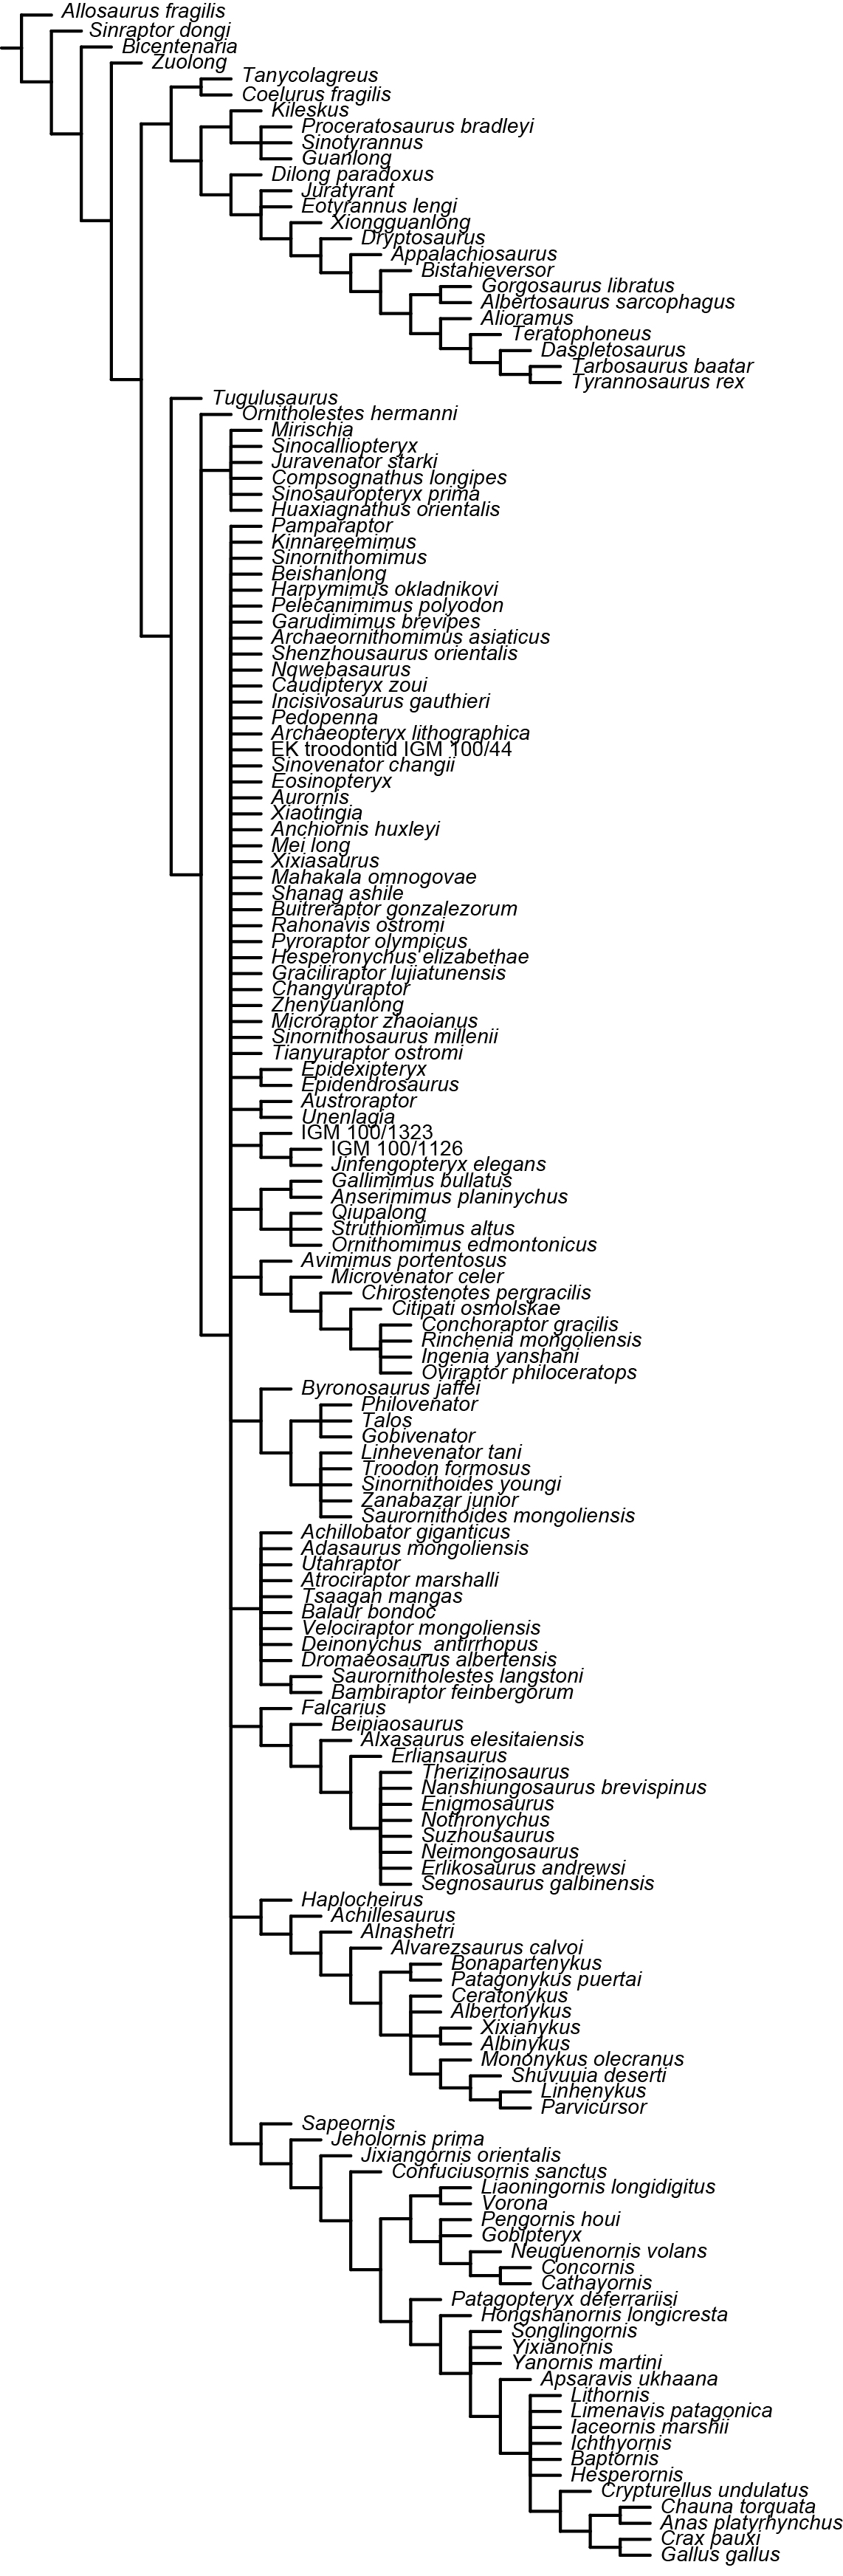 Allosaurus fragilis
Sinraptor dongi
Bicentenaria
Zuolong
Tanycolagreus
Coelurus fragilis
Kileskus
Proceratosaurus bradleyi
Sinotyrannus
Guanlong
Dilong paradoxus
Juratyrant
Eotyrannus lengi
Xiongguanlong
Dryptosaurus
Appalachiosaurus
Bistahieversor
Gorgosaurus libratus
Albertosaurus sarcophagus
Alioramus
Teratophoneus
Daspletosaurus
Tarbosaurus baatar
Tyrannosaurus rex
Tugulusaurus
Ornitholestes hermanni
Mirischia
Sinocalliopteryx
Juravenator starki
Compsognathus longipes
Sinosauropteryx prima
Huaxiagnathus orientalis
Pamparaptor
Kinnareemimus
Sinornithomimus
Beishanlong
Harpymimus okladnikovi
Pelecanimimus polyodon
Garudimimus brevipes
Archaeornithomimus asiaticus
Shenzhousaurus orientalis
Nqwebasaurus
Caudipteryx zoui
Incisivosaurus gauthieri
Pedopenna
Archaeopteryx lithographica
EK troodontid IGM 100/44
Sinovenator changii
Eosinopteryx
Aurornis
Xiaotingia
Anchiornis huxleyi
Mei long
Xixiasaurus
Mahakala omnogovae
Shanag ashile
Buitreraptor gonzalezorum
Rahonavis ostromi
Pyroraptor olympicus
Hesperonychus elizabethae
Graciliraptor lujiatunensis
Changyuraptor
Zhenyuanlong
Microraptor zhaoianus
Sinornithosaurus millenii
Tianyuraptor ostromi
Epidexipteryx
Epidendrosaurus
Austroraptor
Unenlagia
IGM 100/1323
IGM 100/1126
Jinfengopteryx elegans
Gallimimus bullatus
Anserimimus planinychus
Qiupalong
Struthiomimus altus
Ornithomimus edmontonicus
Avimimus portentosus
Microvenator celer
Chirostenotes pergracilis
Citipati osmolskae
Conchoraptor gracilis
Rinchenia mongoliensis
Ingenia yanshani
Oviraptor philoceratops
Byronosaurus jaffei
Philovenator
Talos
Gobivenator
Linhevenator tani
Troodon formosus
Sinornithoides youngi
Zanabazar junior
Saurornithoides mongoliensis
Achillobator giganticus
Adasaurus mongoliensis
Utahraptor
Atrociraptor marshalli
Tsaagan mangas
Balaur bondoc
Velociraptor mongoliensis
Deinonychus_antirrhopus
Dromaeosaurus albertensis
Saurornitholestes langstoni
Bambiraptor feinbergorum
Falcarius
Beipiaosaurus
Alxasaurus elesitaiensis
Erliansaurus
Therizinosaurus
Nanshiungosaurus brevispinus
Enigmosaurus
Nothronychus
Suzhousaurus
Neimongosaurus
Erlikosaurus andrewsi
Segnosaurus galbinensis
Haplocheirus
Achillesaurus
Alnashetri
Alvarezsaurus calvoi
Bonapartenykus
Patagonykus puertai
Ceratonykus
Albertonykus
Xixianykus
Albinykus
Mononykus olecranus
Shuvuuia deserti
Linhenykus
Parvicursor
Sapeornis
Jeholornis prima
Jixiangornis orientalis
Confuciusornis sanctus
Liaoningornis longidigitus
Vorona
Pengornis houi
Gobipteryx
Neuquenornis volans
Concornis
Cathayornis
Patagopteryx deferrariisi
Hongshanornis longicresta
Songlingornis
Yixianornis
Yanornis martini
Apsaravis ukhaana
Lithornis
Limenavis patagonica
Iaceornis marshii
Ichthyornis
Baptornis
Hesperornis
Crypturellus undulatus
Chauna torquata
Anas platyrhynchus
Crax pauxi
Gallus gallus